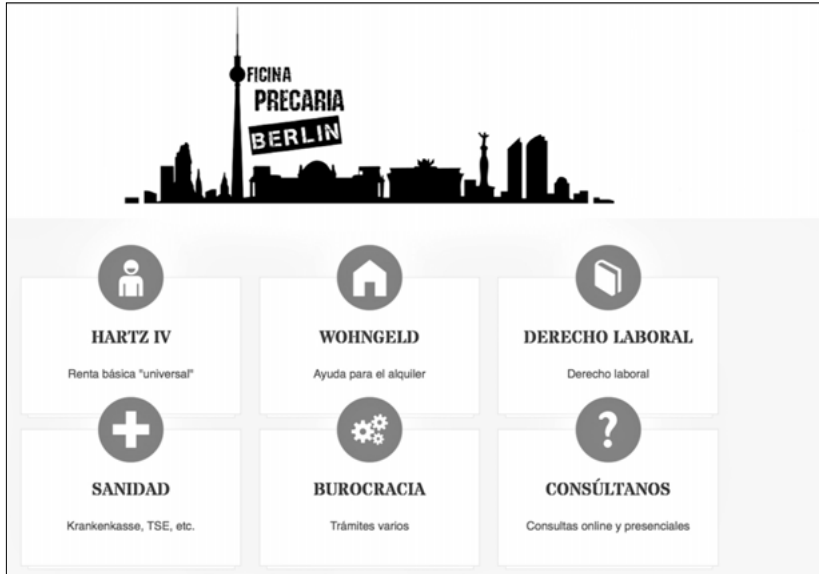 FICINA
PRECARIA
BERLIN
HARTZ IV
Renta básica "universal"
WOHNGELD
Ayuda para el alquiler
DERECHO LABORAL
Derecho laboral
SANIDAD
Krankenkasse, TSE, etc.
BUROCRACIA
Trámites varios
CONSÚLTANOS
Consultas online y presenciales